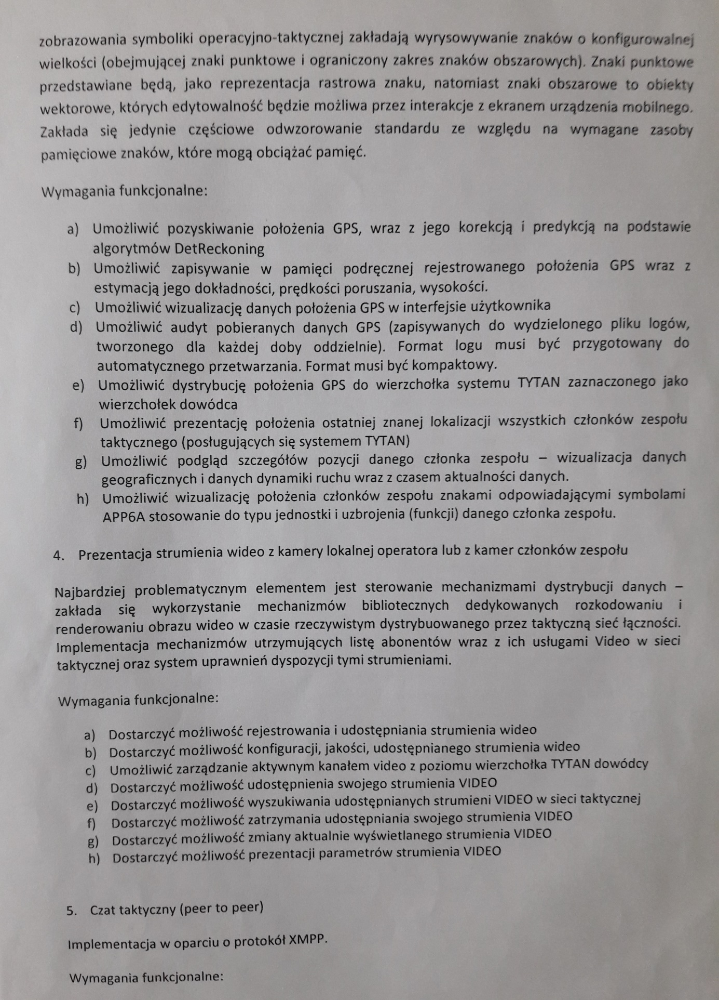 zobrazowania symboliki operacyjno-taktycznej zakładają wyrysowywanie znaków o konfigurowalnej
wielkości (obejmującej znaki punktowe i ograniczony zakres znaków obszarowych). Znaki punktowe
przedstawiane będą, jako reprezentacja rastrowa znaku, natomiast znaki obszarowe to obiekty
wektorowe, których edytowalność będzie możliwa przez interakcje z ekranem urządzenia mobilnego.
Zakłada się jedynie częściowe odwzorowanie standardu ze względu na wymagane zasoby
pamięciowe znaków, które mogą obciążać pamięć.
Wymagania funkcjonalne:
a) Umożliwić pozyskiwanie położenia GPS, wraz z jego korekcją i predykcją na podstawie
algorytmów DetReckoning
b) Umożliwić zapisywanie w pamięci podręcznej rejestrowanego położenia GPS wraz z
estymacją jego dokładności, prędkości poruszania, wysokości.
c) Umożliwić wizualizację danych położenia GPS w interfejsie użytkownika
d) Umożliwić audyt pobieranych danych GPS (zapisywanych do wydzielonego pliku logów,
tworzonego dla każdej doby oddzielnie). Format logu musi być przygotowany do
automatycznego przetwarzania. Format musi być kompaktowy.
e) Umożliwić dystrybucję położenia GPS do wierzchołka systemu TYTAN zaznaczonego jako
wierzchołek dowódca
f) Umożliwić prezentację położenia ostatniej znanej lokalizacji wszystkich członków zespołu
taktycznego (posługujących się systemem TYTAN)
g) Umożliwić podgląd szczegółów pozycji danego członka zespołu – wizualizacja danych
geograficznych i danych dynamiki ruchu wraz z czasem aktualności danych.
h) Umożliwić wizualizację położenia członków zespołu znakami odpowiadającymi symbolami
APP6A stosowanie do typu jednostki i uzbrojenia (funkcji) danego członka zespołu.
4. Prezentacja strumienia wideo z kamery lokalnej operatora lub z kamer członków zespołu
Najbardziej problematycznym elementem jest sterowanie mechanizmami dystrybucji danych –
zakłada się wykorzystanie mechanizmów bibliotecznych dedykowanych rozkodowaniu i
renderowaniu obrazu wideo w czasie rzeczywistym dystrybuowanego przez taktyczną sieć łączności.
Implementacja mechanizmów utrzymujących listę abonentów wraz z ich usługami Video w sieci
taktycznej oraz system uprawnień dyspozycji tymi strumieniami.
Wymagania funkcjonalne:
a) Dostarczyć możliwość rejestrowania i udostępniania strumienia wideo
b) Dostarczyć możliwość konfiguracji, jakości, udostępnianego strumienia wideo
c) Umożliwić zarządzanie aktywnym kanałem video z poziomu wierzchołka TYTAN dowódcy
d) Dostarczyć możliwość udostępnienia swojego strumienia VIDEO
e) Dostarczyć możliwość wyszukiwania udostępnianych strumieni VIDEO w sieci taktycznej
f) Dostarczyć możliwość zatrzymania udostępniania swojego strumienia VIDEO
g) Dostarczyć możliwość zmiany aktualnie wyświetlanego strumienia VIDEO
h) Dostarczyć możliwość prezentacji parametrów strumienia VIDEO
5. Czat taktyczny (peer to peer)
Implementacja w oparciu o protokół XMPP.
Wymagania funkcjonalne: